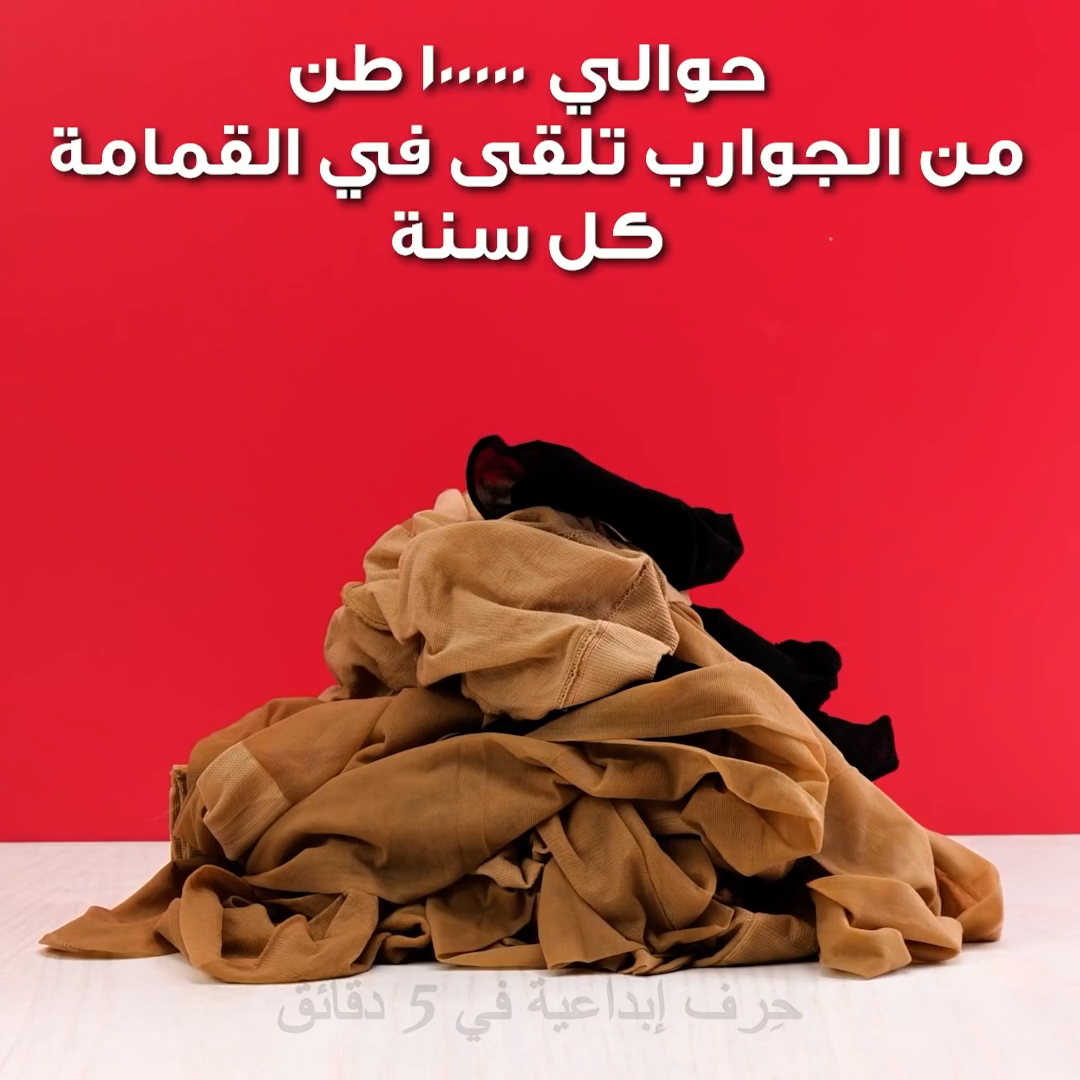 حوالي ١٠٠٠٠٠ طن
من الجوارب تلقى في القمامة
كل سنة
حِرف إبداعية في 5 دقائق